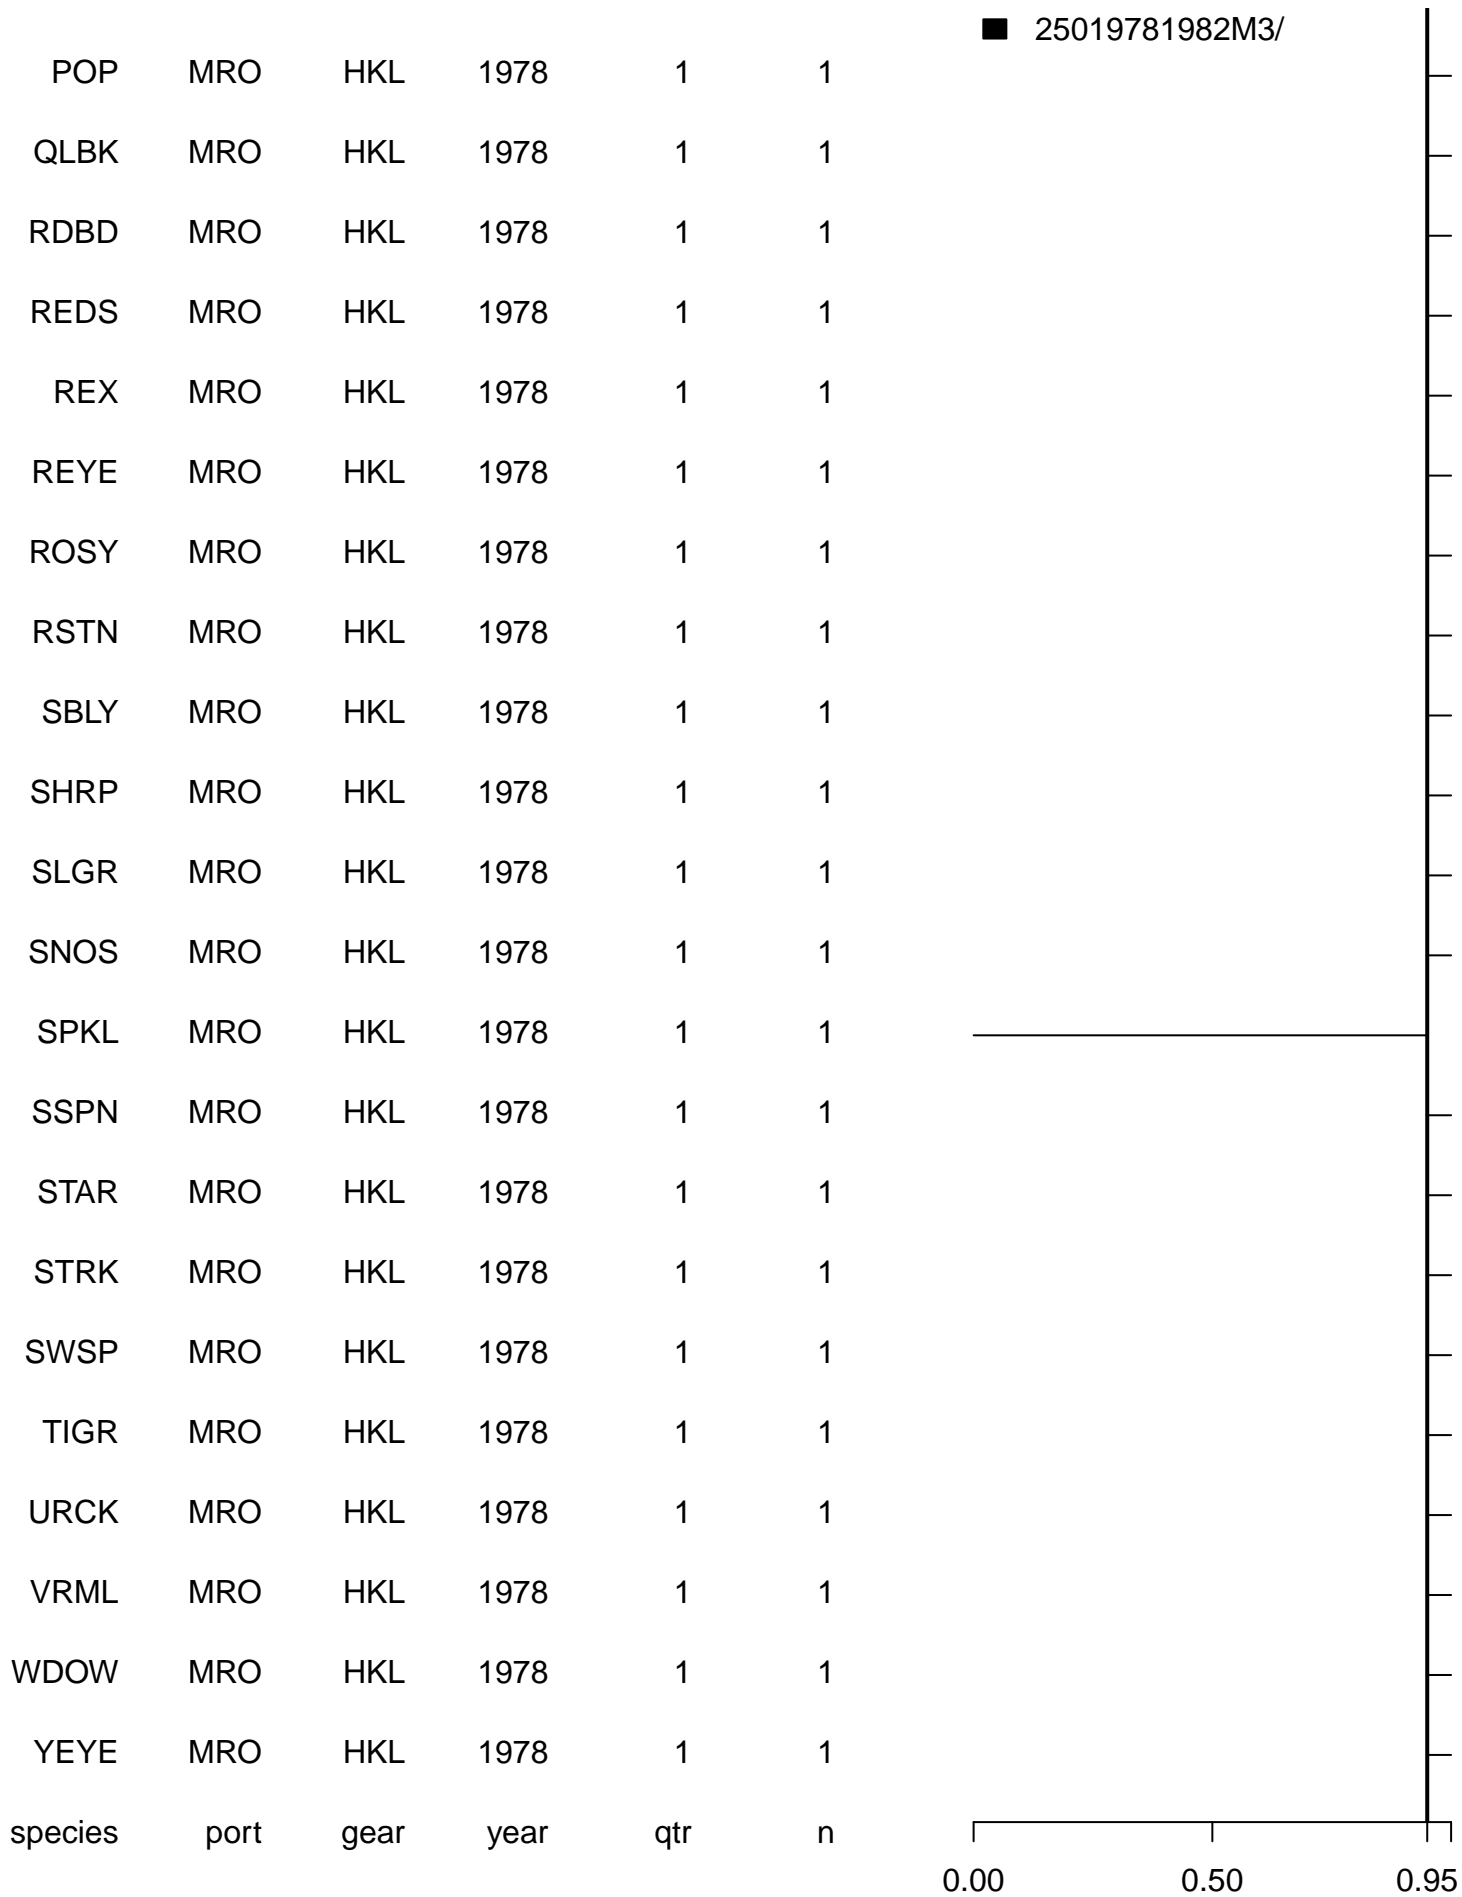 25019781982M3/
POP MRO HKL 1978 1 1
QLBK MRO HKL 1978 1 1
RDBD MRO HKL 1978 1 1
REDS MRO HKL 1978 1 1
REX MRO HKL 1978 1 1
REYE MRO HKL 1978 1 1
ROSY MRO HKL 1978 1 1
RSTN MRO HKL 1978 1 1
SBLY MRO HKL 1978 1 1
SHRP MRO HKL 1978 1 1
SLGR MRO HKL 1978 1 1
SNOS MRO HKL 1978 1 1
SPKL MRO HKL 1978 1 1
SSPN MRO HKL 1978 1 1
STAR MRO HKL 1978 1 1
STRK MRO HKL 1978 1 1
SWSP MRO HKL 1978 1 1
TIGR MRO HKL 1978 1 1
URCK MRO HKL 1978 1 1
VRML MRO HKL 1978 1 1
WDOW MRO HKL 1978 1 1
YEYE MRO HKL 1978 1 1
species port gear year qtr n
0.00 0.50 0.95